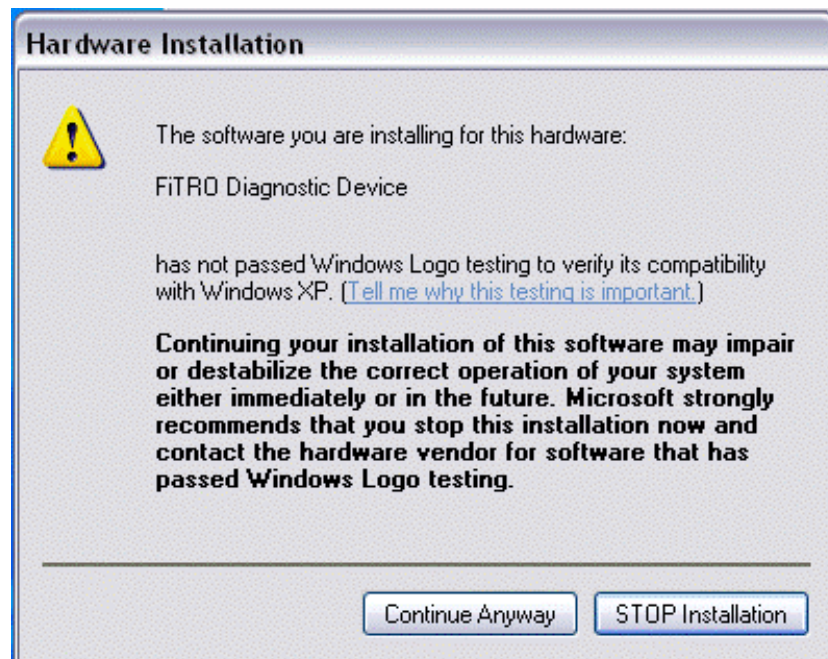 Hardware Installation
The software you are installing for this hardware:
FiTRO Diagnostic Device
has not passed Windows Logo testing to verify its compatibility
with Windows XP. (Tell me why this testing is important.)
Continuing your installation of this software may impair
or destabilize the correct operation of your system
either immediately or in the future. Microsoft strongly
recommends that you stop this installation now and
contact the hardware vendor for software that has
passed Windows Logo testing.
Continue Anyway STOP Installation